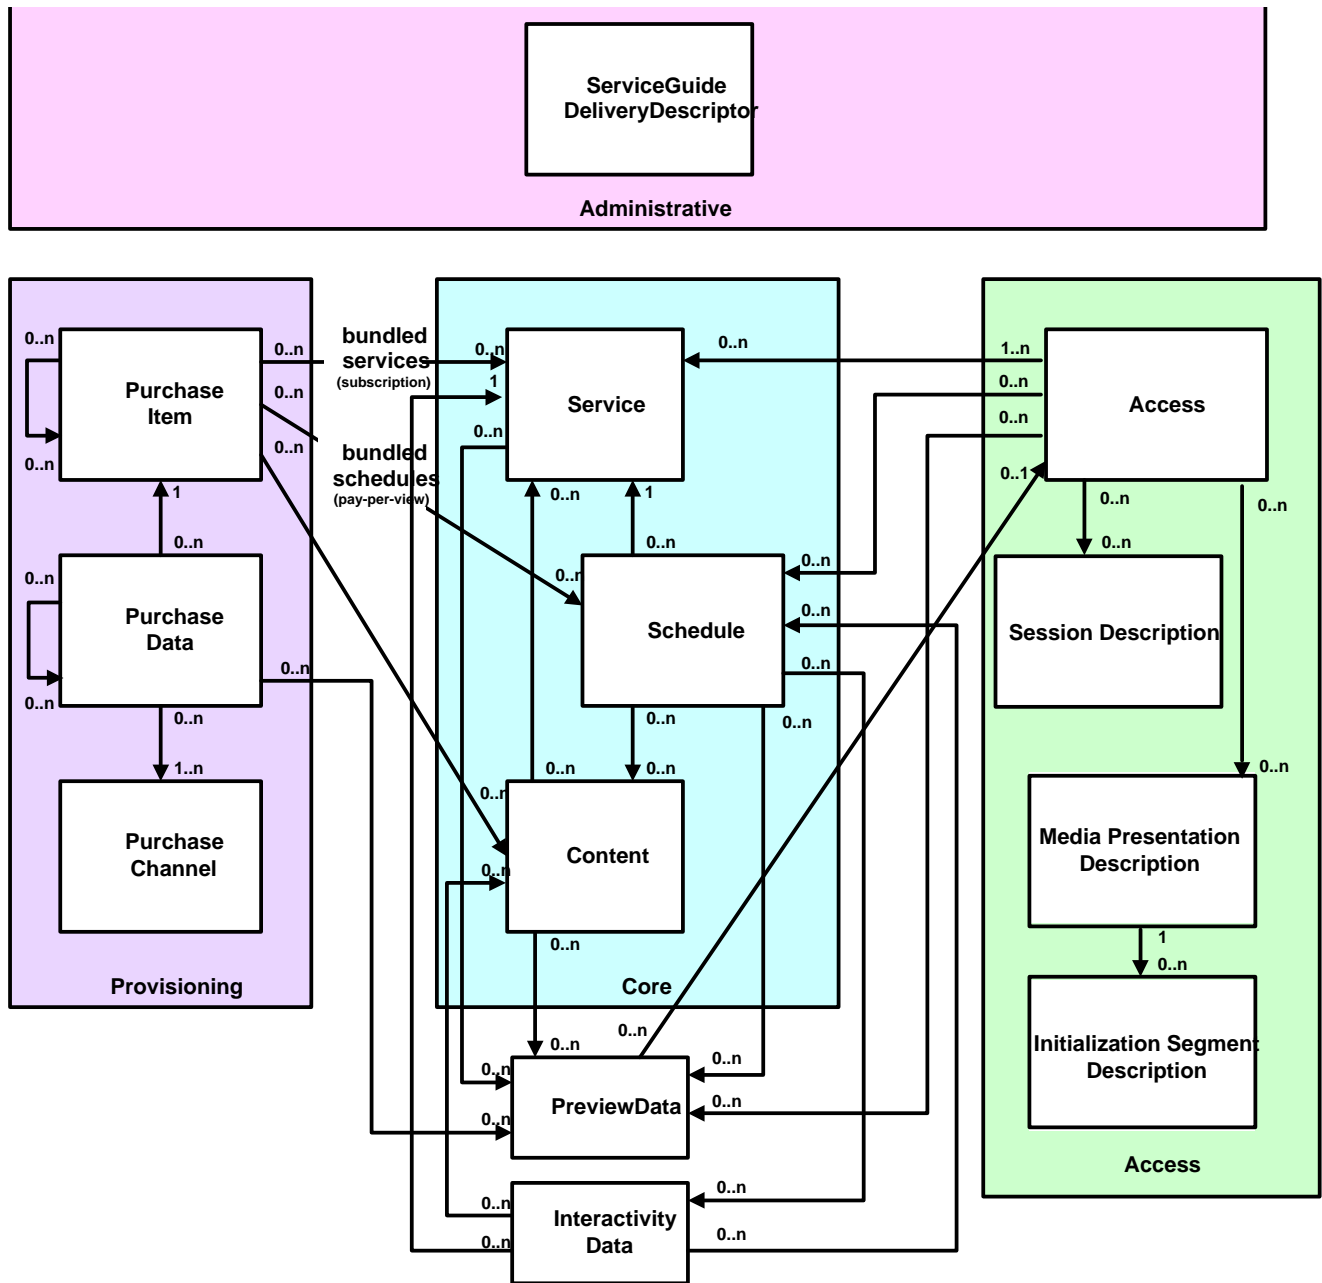 ServiceGuide
DeliveryDescriptor
Administrative
0..n
0..n
bundled
services
(subscription)
0..n
1
0..n
1..n
Purchase
Item
0..n
Service
0..n
Access
0..n
0..n
0..n
bundled
schedules
(pay-per-view)
0..n
0..n
0..1
1
0..n
1
0..n
0..n
0..n
0..n
0..n
0..n
0..n
0..n
Purchase
Data
Schedule
0..n
Session Description
0..n
0..n
0..n
0..n
0..n
0..n
1..n
0..n
0..n
0..n
0..n
Purchase
Channel
Content
Media Presentation
Description
0..n
0..n
1
0..n
Provisioning
Core
0..n
0..n
0..n
0..n
0..n
Initialization Segment
Description
PreviewData
0..n
0..n
Access
0..n
0..n
Interactivity
Data
0..n
0..n